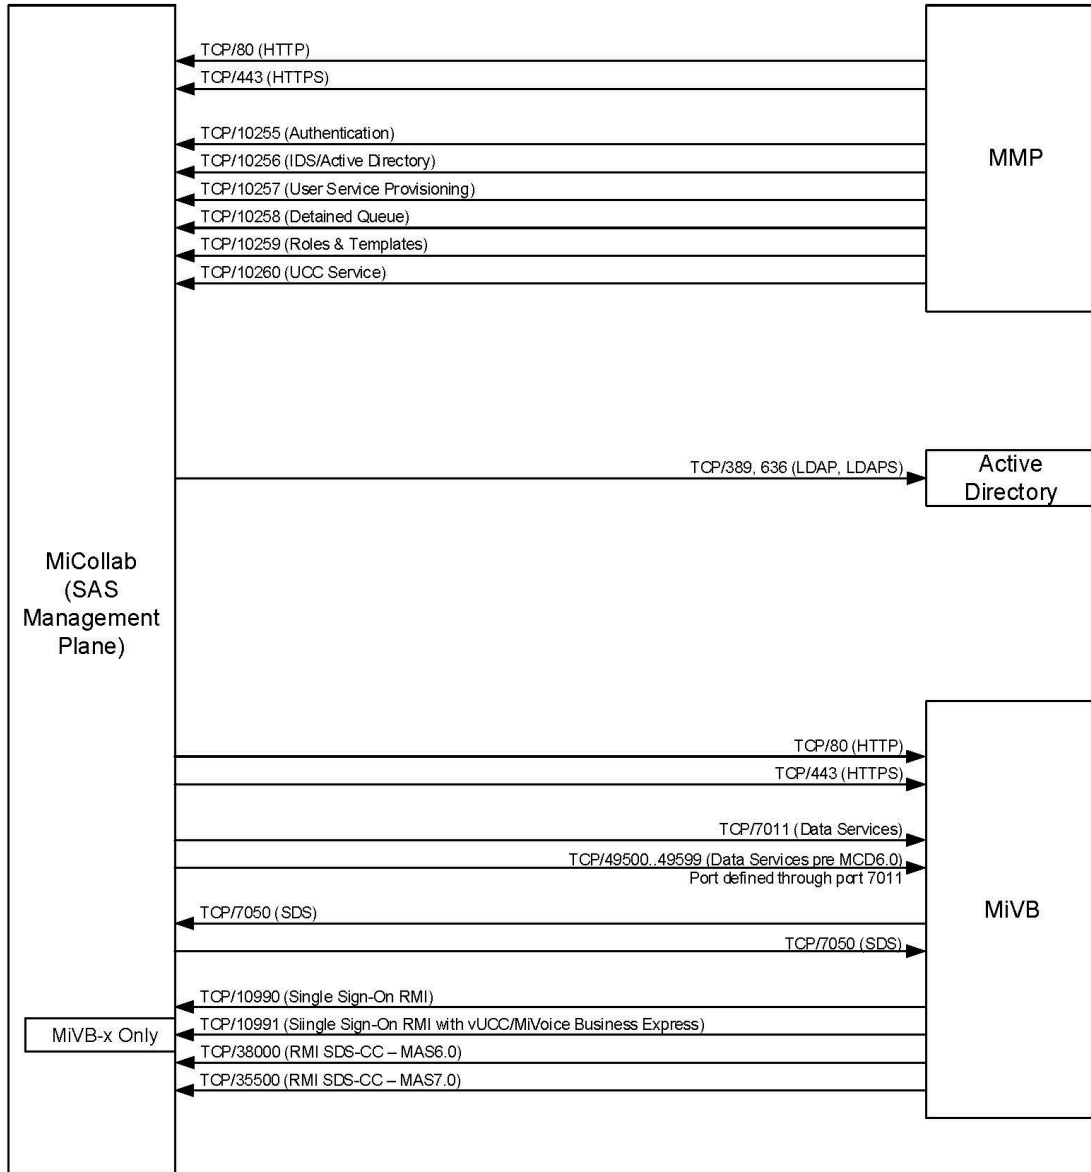 TCP/80 (HTTP)
TCP/443 (HTTPS)
TCP/10255 (Authentication)
TCP/10256 (IDS/Active Directory)
TCP/10257 (User Service Provisioning)
TCP/10258 (Detained Queue)
TCP/10259 (Roles & Templates)
TCP/10260 (UCC Service)
MMP
TCP/389, 636 (LDAP, LDAPS)
Active
Directory
MiCollab
(SAS
Management
Plane)
TCP/80 (HTTP)
TCP/443 (HTTPS)
TCP/7011 (Data Services)
TCP/49500..49599 (Data Services pre MCD6.0)
Port defined through port 7011
TCP/7050 (SDS)
TCP/7050 (SDS)
MiVB
TCP/10990 (Single Sign-On RMI)
MiVB-x Only
TCP/10991 (Siingle Sign-On RMI with vUCC/MiVoice Business Express)
TCP/38000 (RMI SDS-CC – MAS6.0)
TCP/35500 (RMI SDS-CC – MAS7.0)